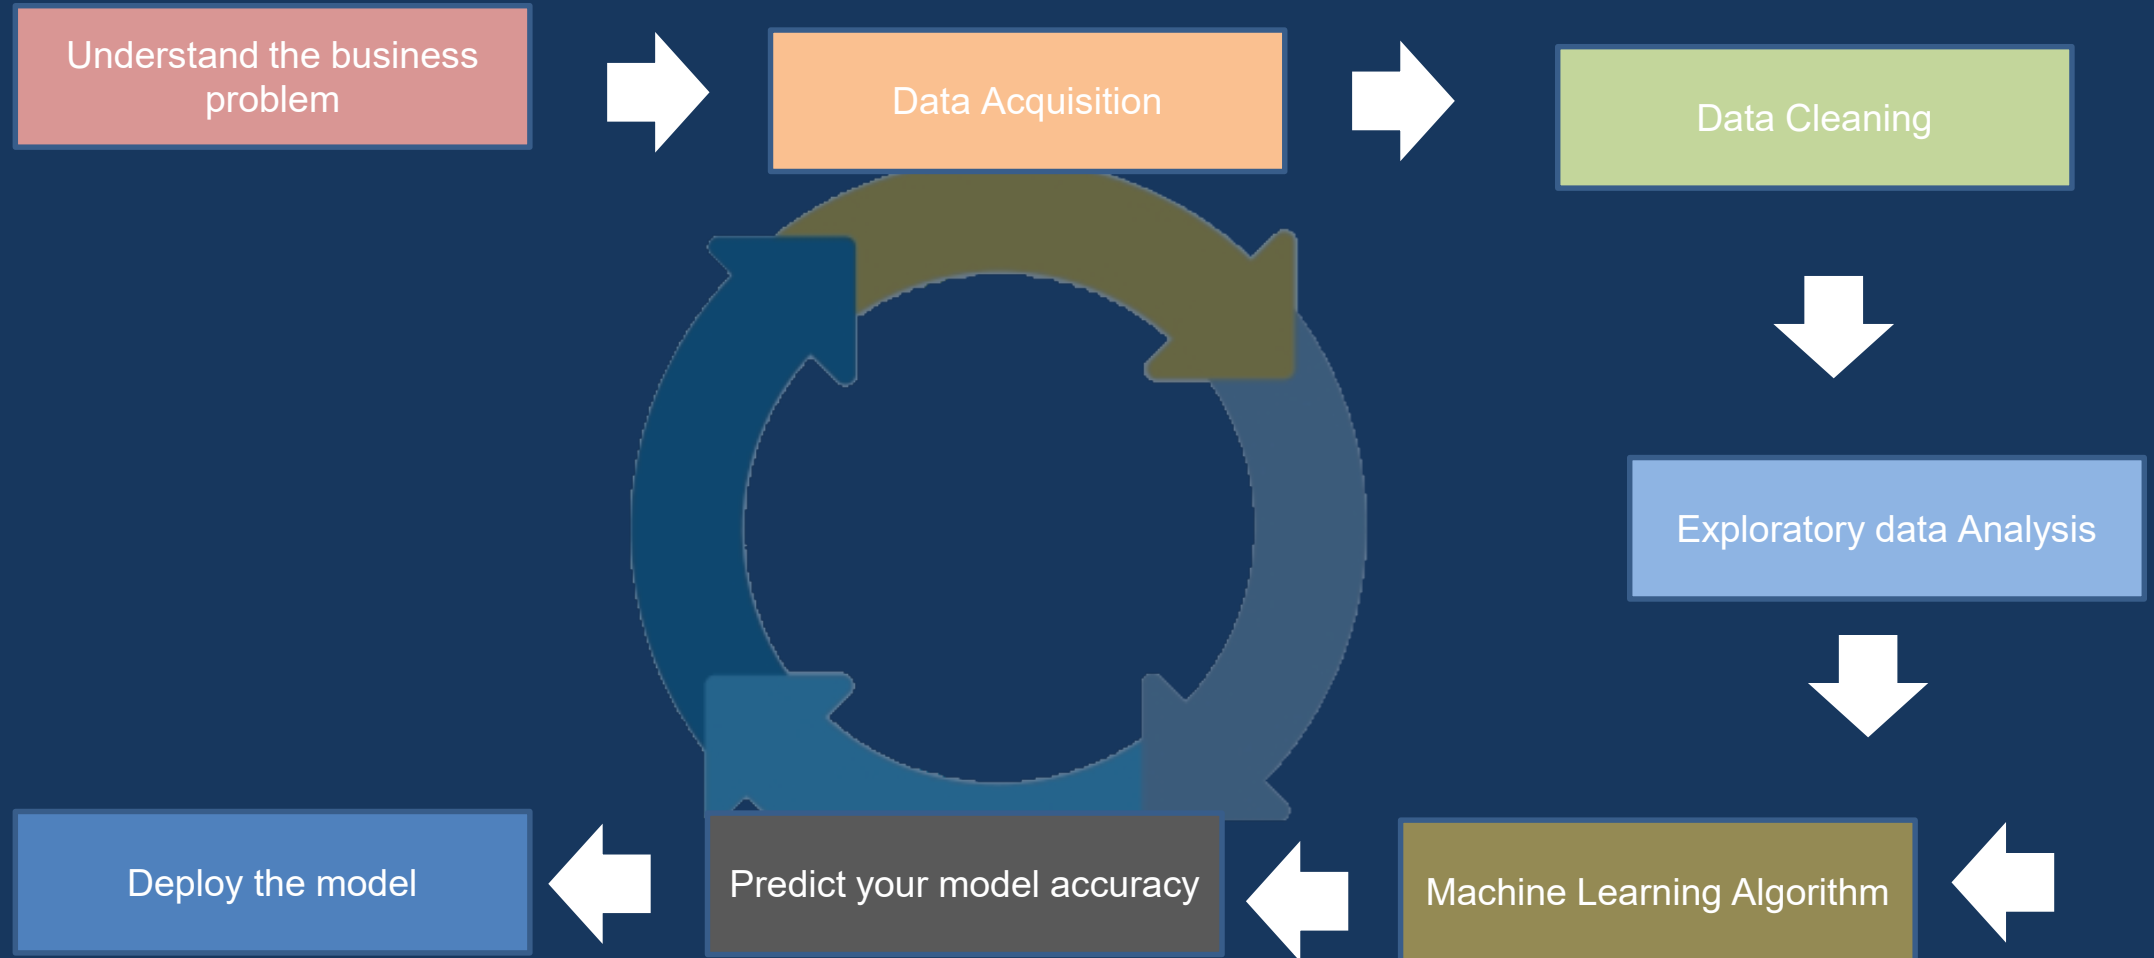 Understand the business
problem
Data Acquisition
Data Cleaning
Exploratory data Analysis
Machine Learning Algorithm
Predict your model accuracy
Deploy the model